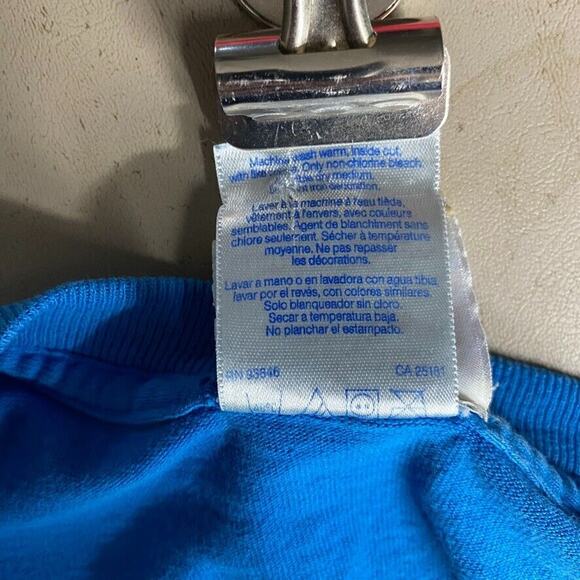 Machine wash warm, inside out,
with like Only non-chlorine bleach.
dry medium.
iron decoration.
Laver à la machine à l'eau tiède,
vêtement à l'envers, avec couleurs
semblables. Agent de blanchiment sans
chlore seulement. Sécher à température
moyenne. Ne pas repasser
les décorations.
Lavar a mano o en lavadora con agua tibia,
lavar por el revés, con colores similares.
Solo blanqueador sin cloro.
Secar a temperatura baja.
No planchar el estampado.
RN 93846 CA 25181